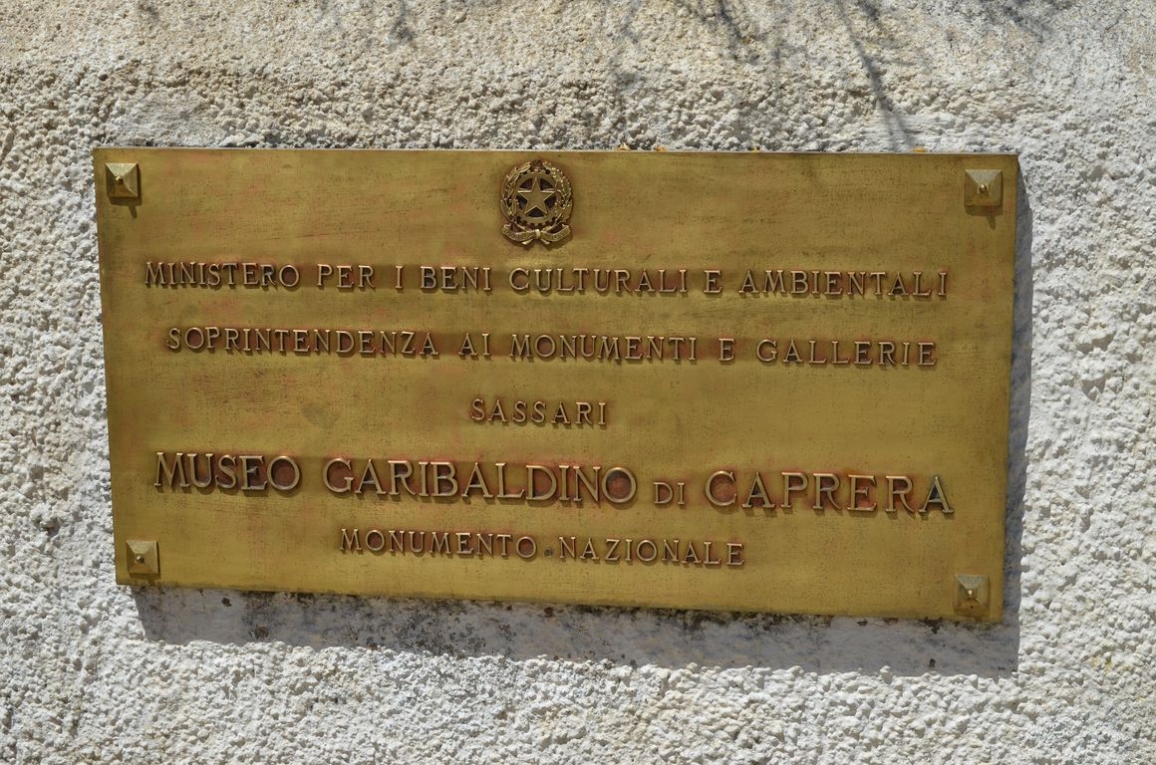 MINISTERO PER I BENI CULTURALI E AMBIENTALI
SOPRINTENDENZA AI MONUMENTI E GALLERIE
SASSARI
MUSEO GARIBALDINO DI CAPRERA
MONUMENTO NAZIONALE